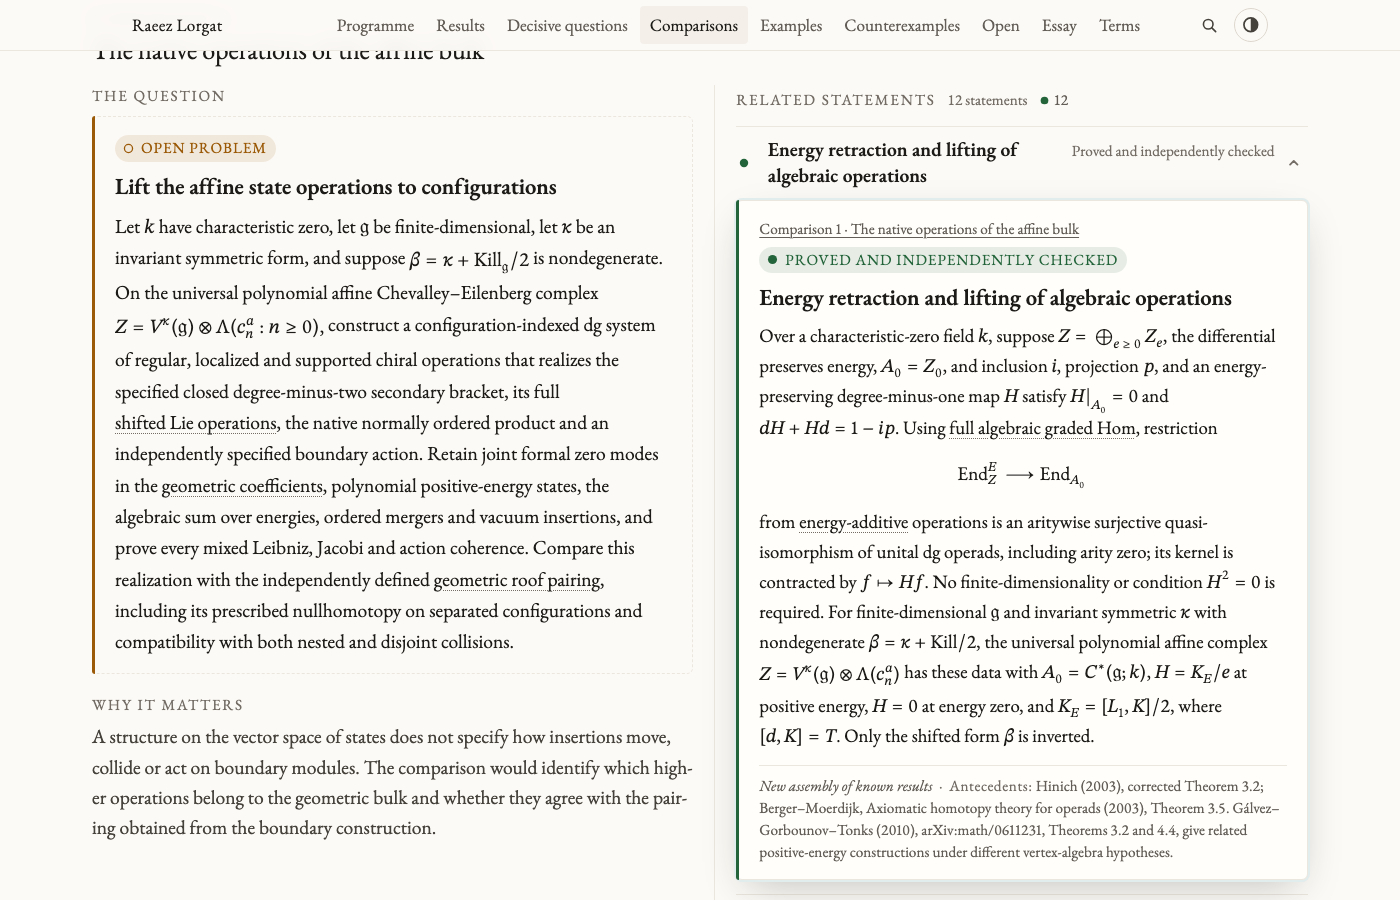 Raeez Lorgat
Programme Results Decisive questions Comparisons Examples Counterexamples Open Essay Terms
The native operations of the affine bulk
THE QUESTION
OPEN PROBLEM
Lift the affine state operations to configurations
Let k have characteristic zero, let 𝔤 be finite-dimensional, let κ be an
invariant symmetric form, and suppose β = κ + Kill_𝔤/2 is nondegenerate.
On the universal polynomial affine Chevalley–Eilenberg complex
Z = V^κ(𝔤) ⊗ Λ(c_n^a : n ≥ 0), construct a configuration-indexed dg system
of regular, localized and supported chiral operations that realizes the
specified closed degree-minus-two secondary bracket, its full
shifted Lie operations, the native normally ordered product and an
independently specified boundary action. Retain joint formal zero modes
in the geometric coefficients, polynomial positive-energy states, the
algebraic sum over energies, ordered mergers and vacuum insertions, and
prove every mixed Leibniz, Jacobi and action coherence. Compare this
realization with the independently defined geometric roof pairing,
including its prescribed nullhomotopy on separated configurations and
compatibility with both nested and disjoint collisions.
WHY IT MATTERS
A structure on the vector space of states does not specify how insertions move,
collide or act on boundary modules. The comparison would identify which high-
er operations belong to the geometric bulk and whether they agree with the pair-
ing obtained from the boundary construction.
RELATED STATEMENTS 12 statements 12
Energy retraction and lifting of
algebraic operations
Proved and independently checked
Comparison 1 · The native operations of the affine bulk
PROVED AND INDEPENDENTLY CHECKED
Energy retraction and lifting of algebraic operations
Over a characteristic-zero field k, suppose Z = ⊕_{e ≥ 0} Z_e, the differential
preserves energy, A_0 = Z_0, and inclusion i, projection p, and an energy-
preserving degree-minus-one map H satisfy H|_{A_0} = 0 and
dH + Hd = 1 − ip. Using full algebraic graded Hom, restriction
End_Z^E ⟶ End_{A_0}
from energy-additive operations is an aritywise surjective quasi-
isomorphism of unital dg operads, including arity zero; its kernel is
contracted by f ↦ Hf. No finite-dimensionality or condition H² = 0 is
required. For finite-dimensional 𝔤 and invariant symmetric κ with
nondegenerate β = κ + Kill/2, the universal polynomial affine complex
Z = V^κ(𝔤) ⊗ Λ(c_n^a) has these data with A_0 = C^*(𝔤; k), H = K_E/e at
positive energy, H = 0 at energy zero, and K_E = [L_1, K]/2, where
[d, K] = T. Only the shifted form β is inverted.
New assembly of known results · Antecedents: Hinich (2003), corrected Theorem 3.2;
Berger–Moerdijk, Axiomatic homotopy theory for operads (2003), Theorem 3.5. Gálvez–
Gorbounov–Tonks (2010), arXiv:math/0611231, Theorems 3.2 and 4.4, give related
positive-energy constructions under different vertex-algebra hypotheses.